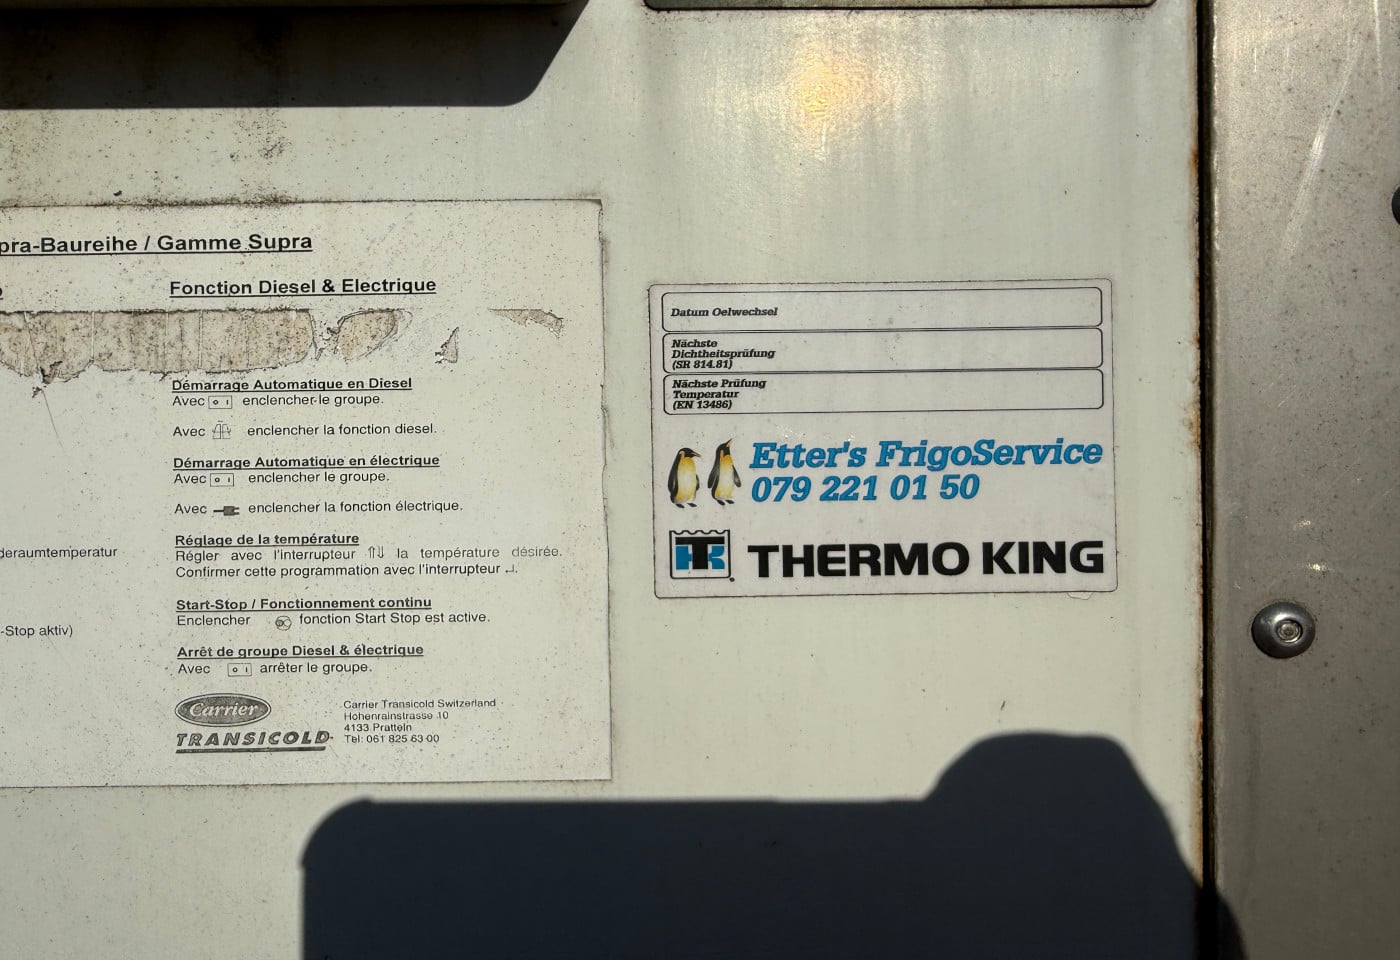 pra-Baureihe / Gamme Supra
Fonction Diesel & Electrique
Démarrage Automatique en Diesel
Avec enclencher le groupe.
Avec enclencher la fonction diesel.
Démarrage Automatique en électrique
Avec enclencher le groupe.
Avec enclencher la fonction électrique.
Réglage de la température
Régler avec l'interrupteur ⇑⇓ la température désirée.
Confirmer cette programmation avec l'interrupteur ↵.
Start-Stop / Fonctionnement continu
Enclencher fonction Start Stop est active.
Arrêt de groupe Diesel & électrique
Avec arrêter le groupe.
deraumtemperatur
-Stop aktiv)
Carrier
TRANSICOLD
Carrier Transicold Switzerland
Hohenrainstrasse 10
4133 Pratteln
Tel: 061 825 63 00
Datum Oelwechsel
Nächste
Dichtheitsprüfung
(SR 814.81)
Nächste Prüfung
Temperatur
(EN 13486)
Etter's FrigoService
079 221 01 50
TK
THERMO KING